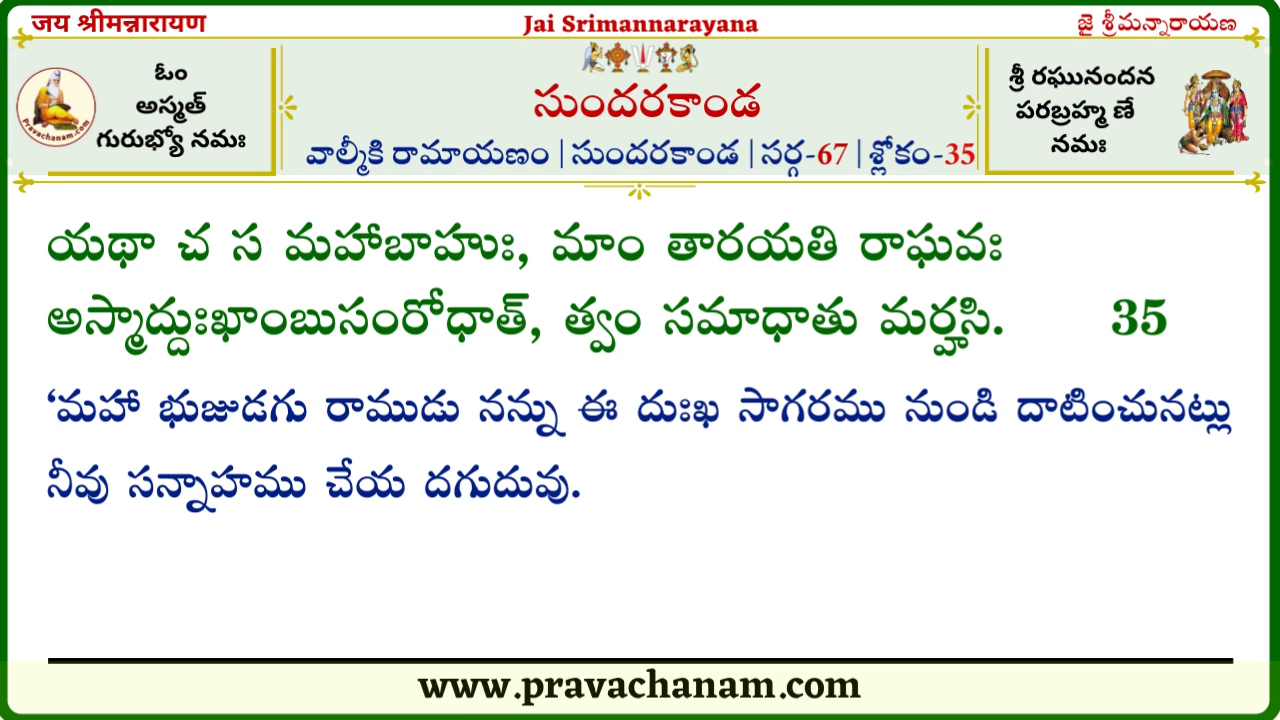 जय श्रीमन्नारायण
Jai Srimannarayana
జై శ్రీమన్నారాయణ
ఓం
అస్మత్
గురుభ్యో నమః
Pravachanam.com
సుందరకాండ
వాల్మీకి రామాయణం | సుందరకాండ | సర్గ-67 | శ్లోకం-35
శ్రీ రఘునందన
పరబ్రహ్మ ణే
నమః
యథా చ స మహాబాహుః, మాం తారయతి రాఘవః
అస్మాద్దుఃఖాంబుసంరోధాత్, త్వం సమాధాతు మర్హసి. 35
‘మహా భుజుడగు రాముడు నన్ను ఈ దుఃఖ సాగరము నుండి దాటించునట్లు
నీవు సన్నాహము చేయ దగుదువు.
www.pravachanam.com